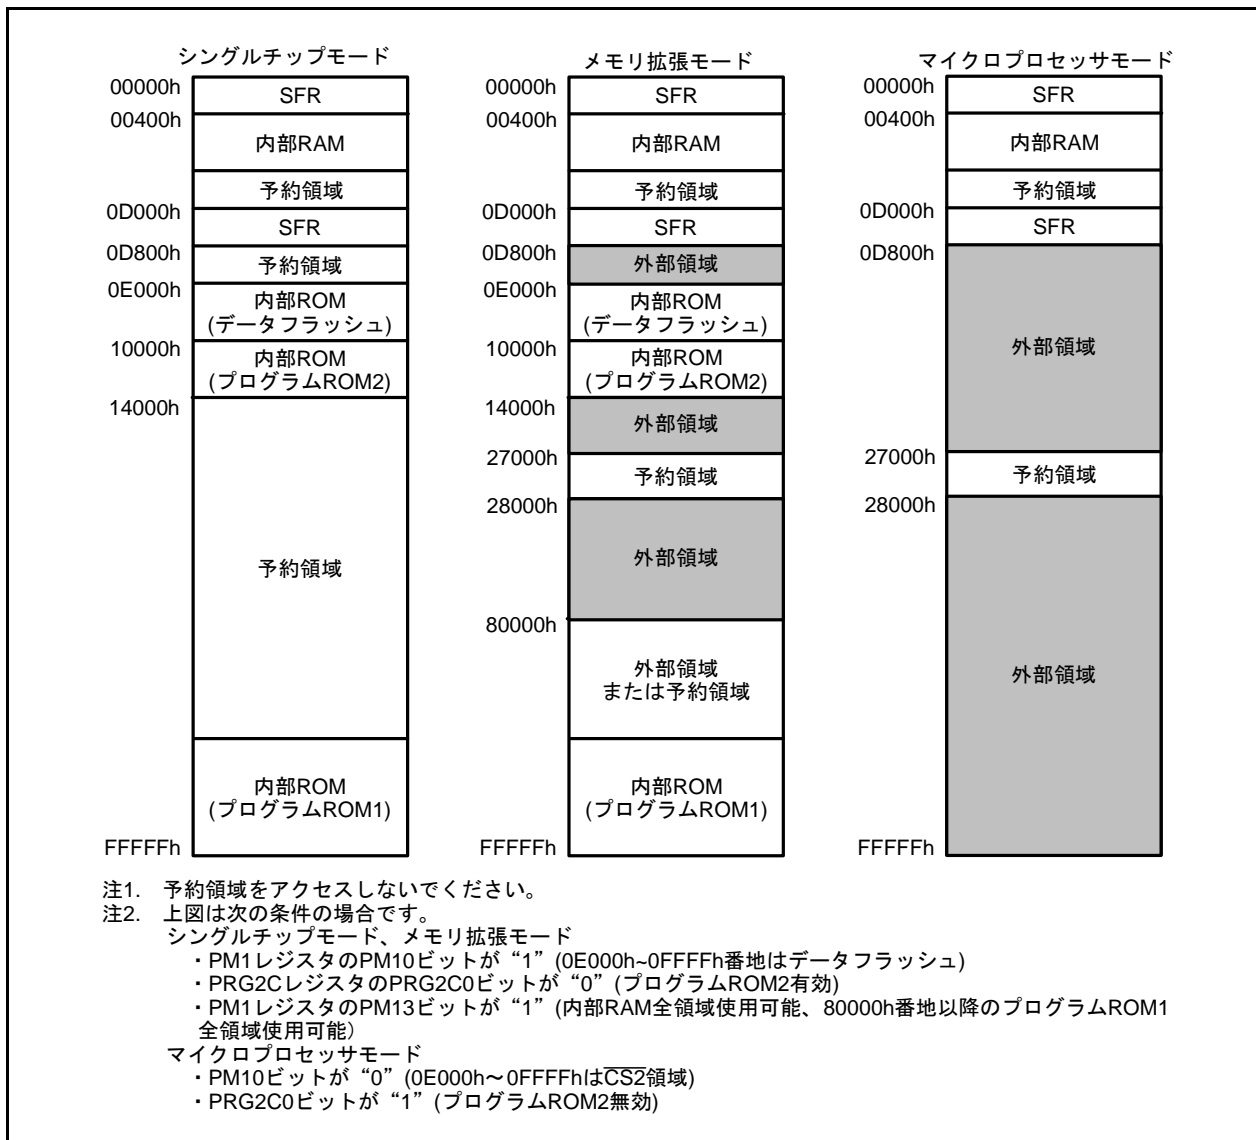 シングルチップモード
00000h
SFR
00400h
内部RAM
予約領域
0D000h
SFR
0D800h
予約領域
0E000h
内部ROM
(データフラッシュ)
10000h
内部ROM
(プログラムROM2)
14000h
予約領域
内部ROM
(プログラムROM1)
FFFFFh
メモリ拡張モード
00000h
SFR
00400h
内部RAM
予約領域
0D000h
SFR
0D800h
外部領域
0E000h
内部ROM
(データフラッシュ)
10000h
内部ROM
(プログラムROM2)
14000h
外部領域
27000h
予約領域
28000h
外部領域
80000h
外部領域
または予約領域
内部ROM
(プログラムROM1)
FFFFFh
マイクロプロセッサモード
00000h
SFR
00400h
内部RAM
予約領域
0D000h
SFR
0D800h
外部領域
27000h
予約領域
28000h
外部領域
FFFFFh
注1. 予約領域をアクセスしないでください。
注2. 上図は次の条件の場合です。
シングルチップモード、メモリ拡張モード
・PM1レジスタのPM10ビットが“1”(0E000h~0FFFFh番地はデータフラッシュ)
・PRG2CレジスタのPRG2C0ビットが“0”(プログラムROM2有効)
・PM1レジスタのPM13ビットが“1”(内部RAM全領域使用可能、80000h番地以降のプログラムROM1
全領域使用可能）
マイクロプロセッサモード
・PM10ビットが“0”(0E000h～0FFFFhはCS2領域)
・PRG2C0ビットが“1”(プログラムROM2無効)